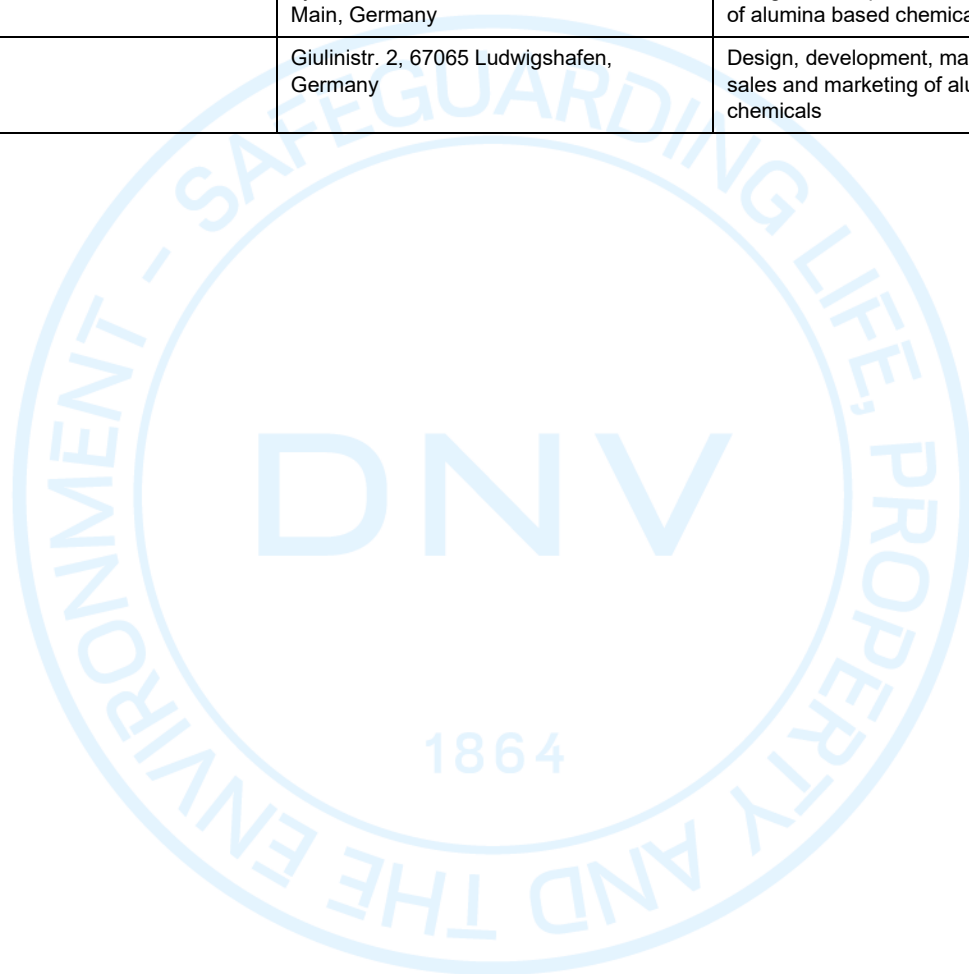 Main, Germany
of alumina based chemica
Giulinistr. 2, 67065 Ludwigshafen,
Germany
Design, development, ma
sales and marketing of alu
chemicals
SAFEGUARDING LIFE, PROPERTY AND THE ENVIRONMENT -
DNV
1864